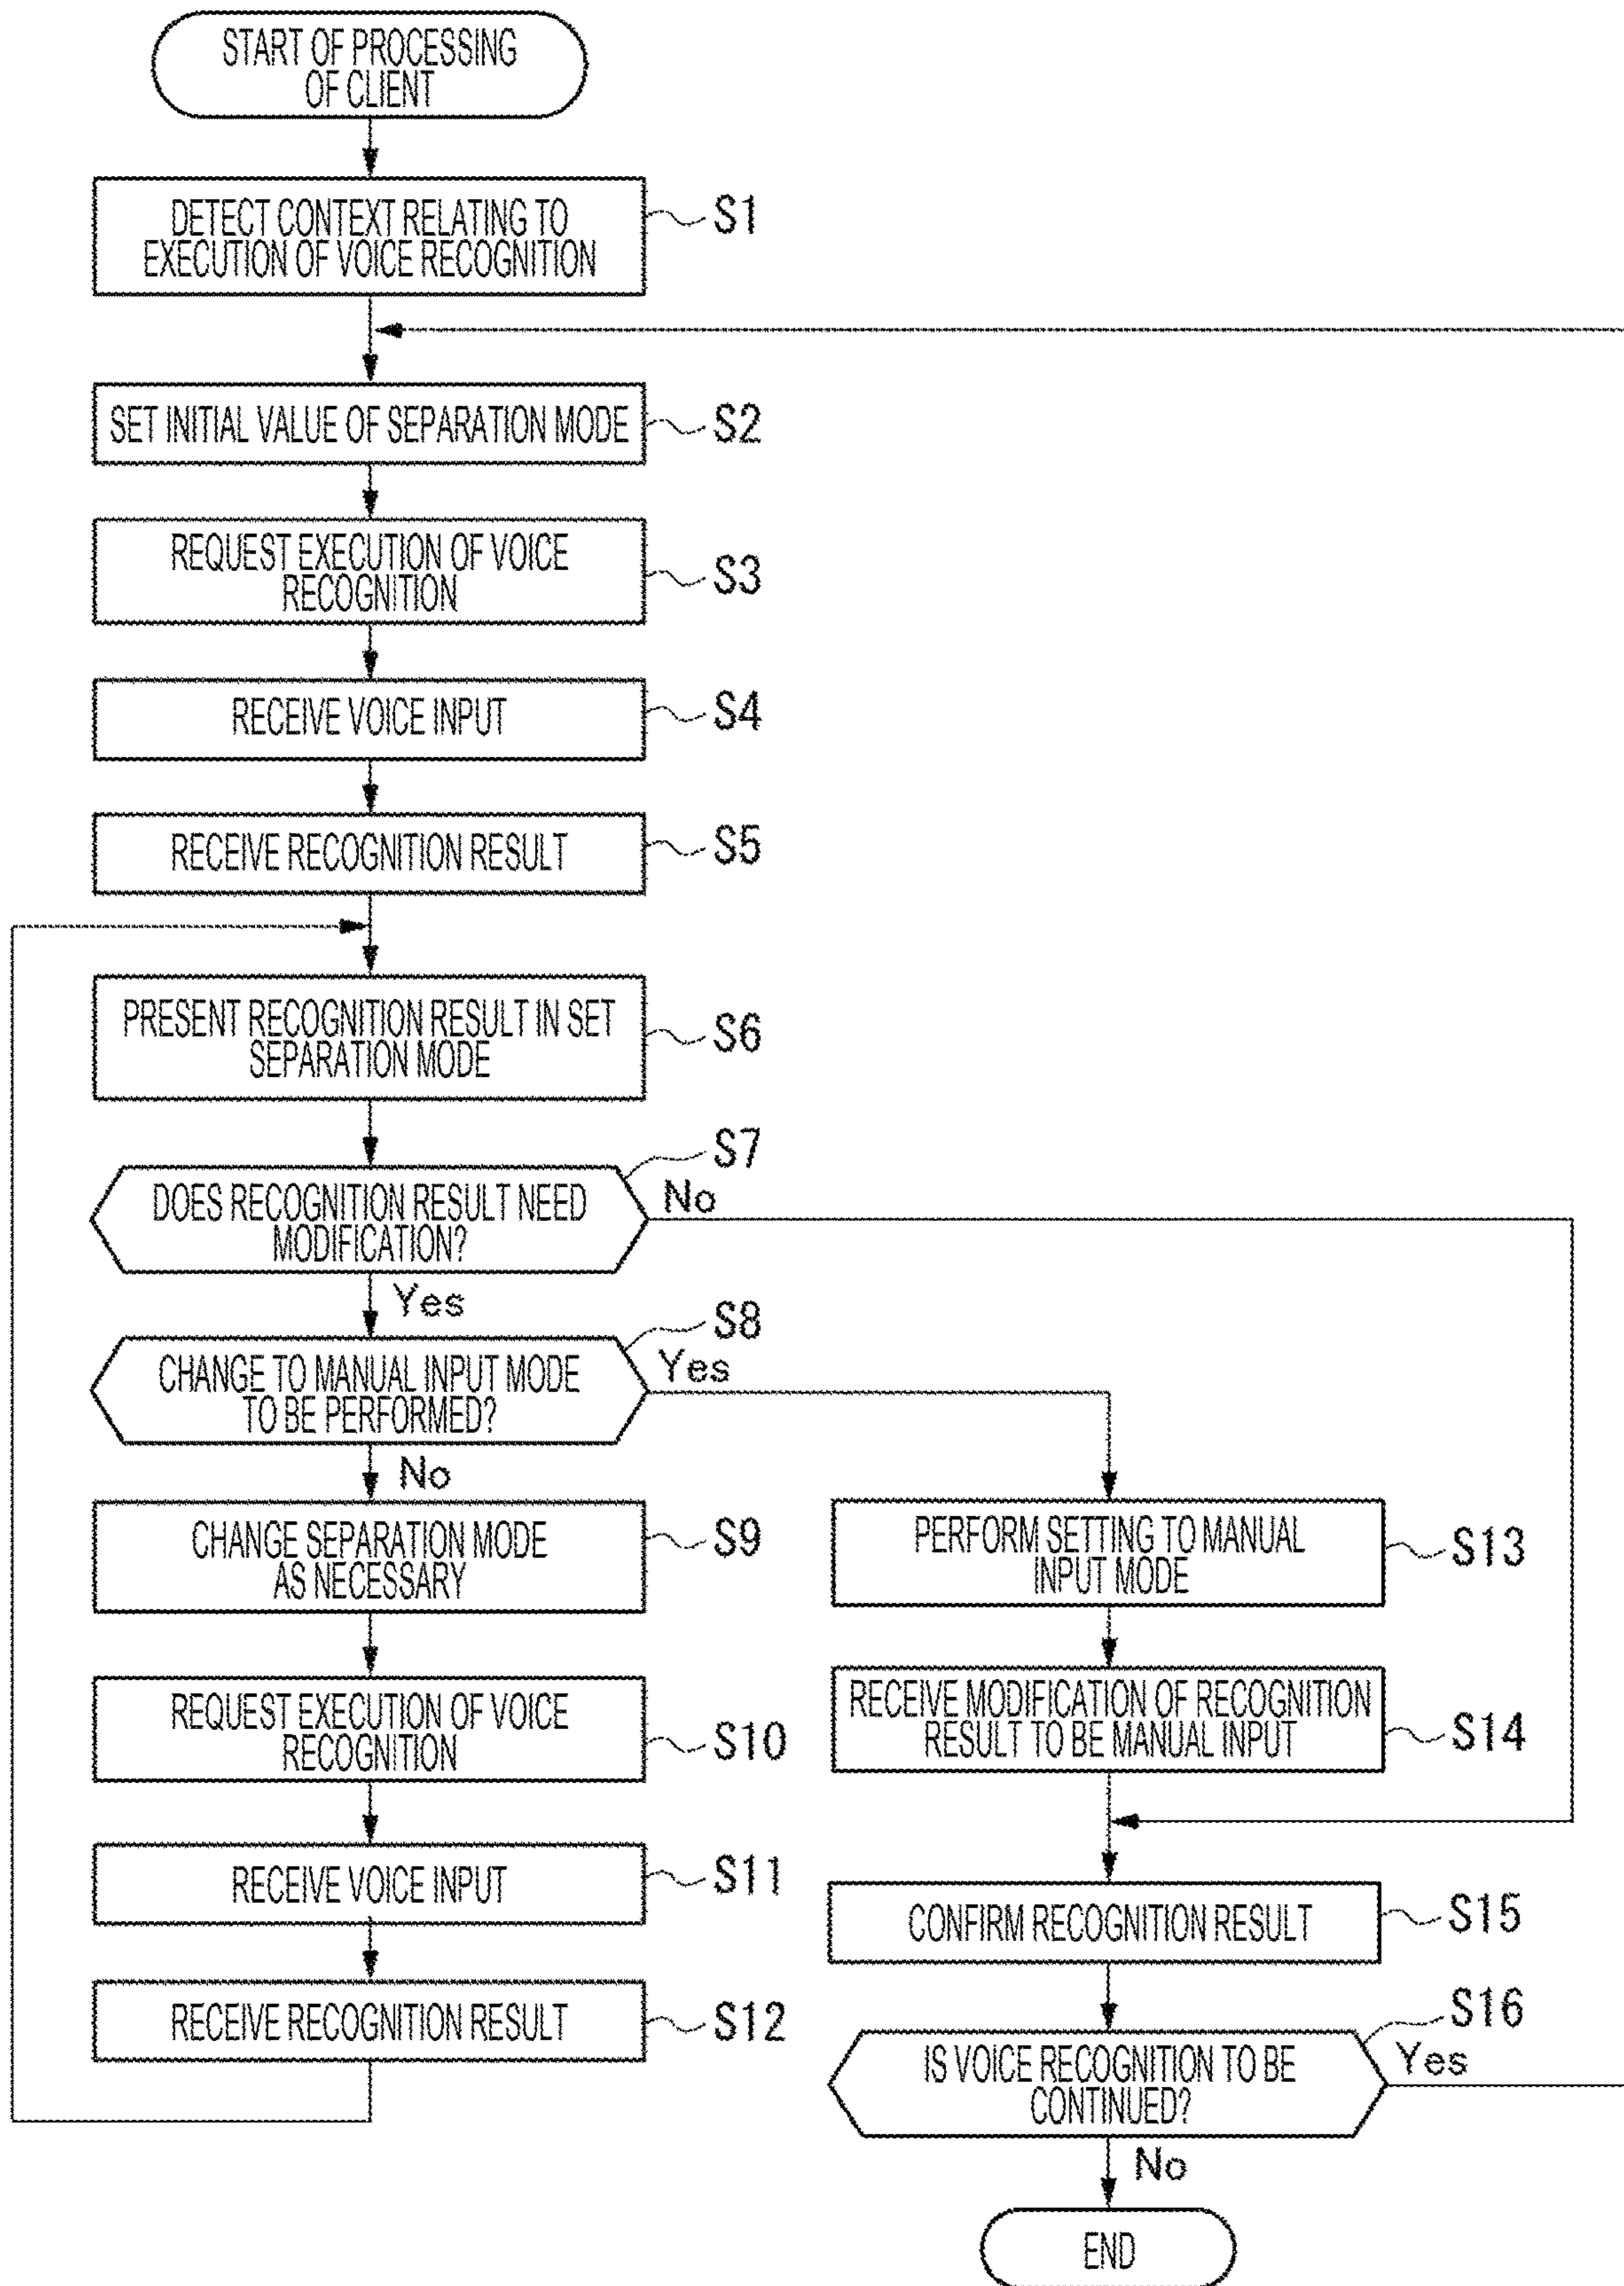 START OF PROCESSING
OF CLIENT
DETECT CONTEXT RELATING TO
EXECUTION OF VOICE RECOGNITION
S1
SET INITIAL VALUE OF SEPARATION MODE
S2
REQUEST EXECUTION OF VOICE
RECOGNITION
S3
RECEIVE VOICE INPUT
S4
RECEIVE RECOGNITION RESULT
S5
PRESENT RECOGNITION RESULT IN SET
SEPARATION MODE
S6
S7
DOES RECOGNITION RESULT NEED
MODIFICATION?
No
Yes
S8
CHANGE TO MANUAL INPUT MODE
TO BE PERFORMED?
Yes
No
CHANGE SEPARATION MODE
AS NECESSARY
S9
REQUEST EXECUTION OF VOICE
RECOGNITION
S10
RECEIVE VOICE INPUT
S11
RECEIVE RECOGNITION RESULT
S12
PERFORM SETTING TO MANUAL
INPUT MODE
S13
RECEIVE MODIFICATION OF RECOGNITION
RESULT TO BE MANUAL INPUT
S14
CONFIRM RECOGNITION RESULT
S15
S16
IS VOICE RECOGNITION TO BE
CONTINUED?
Yes
No
END